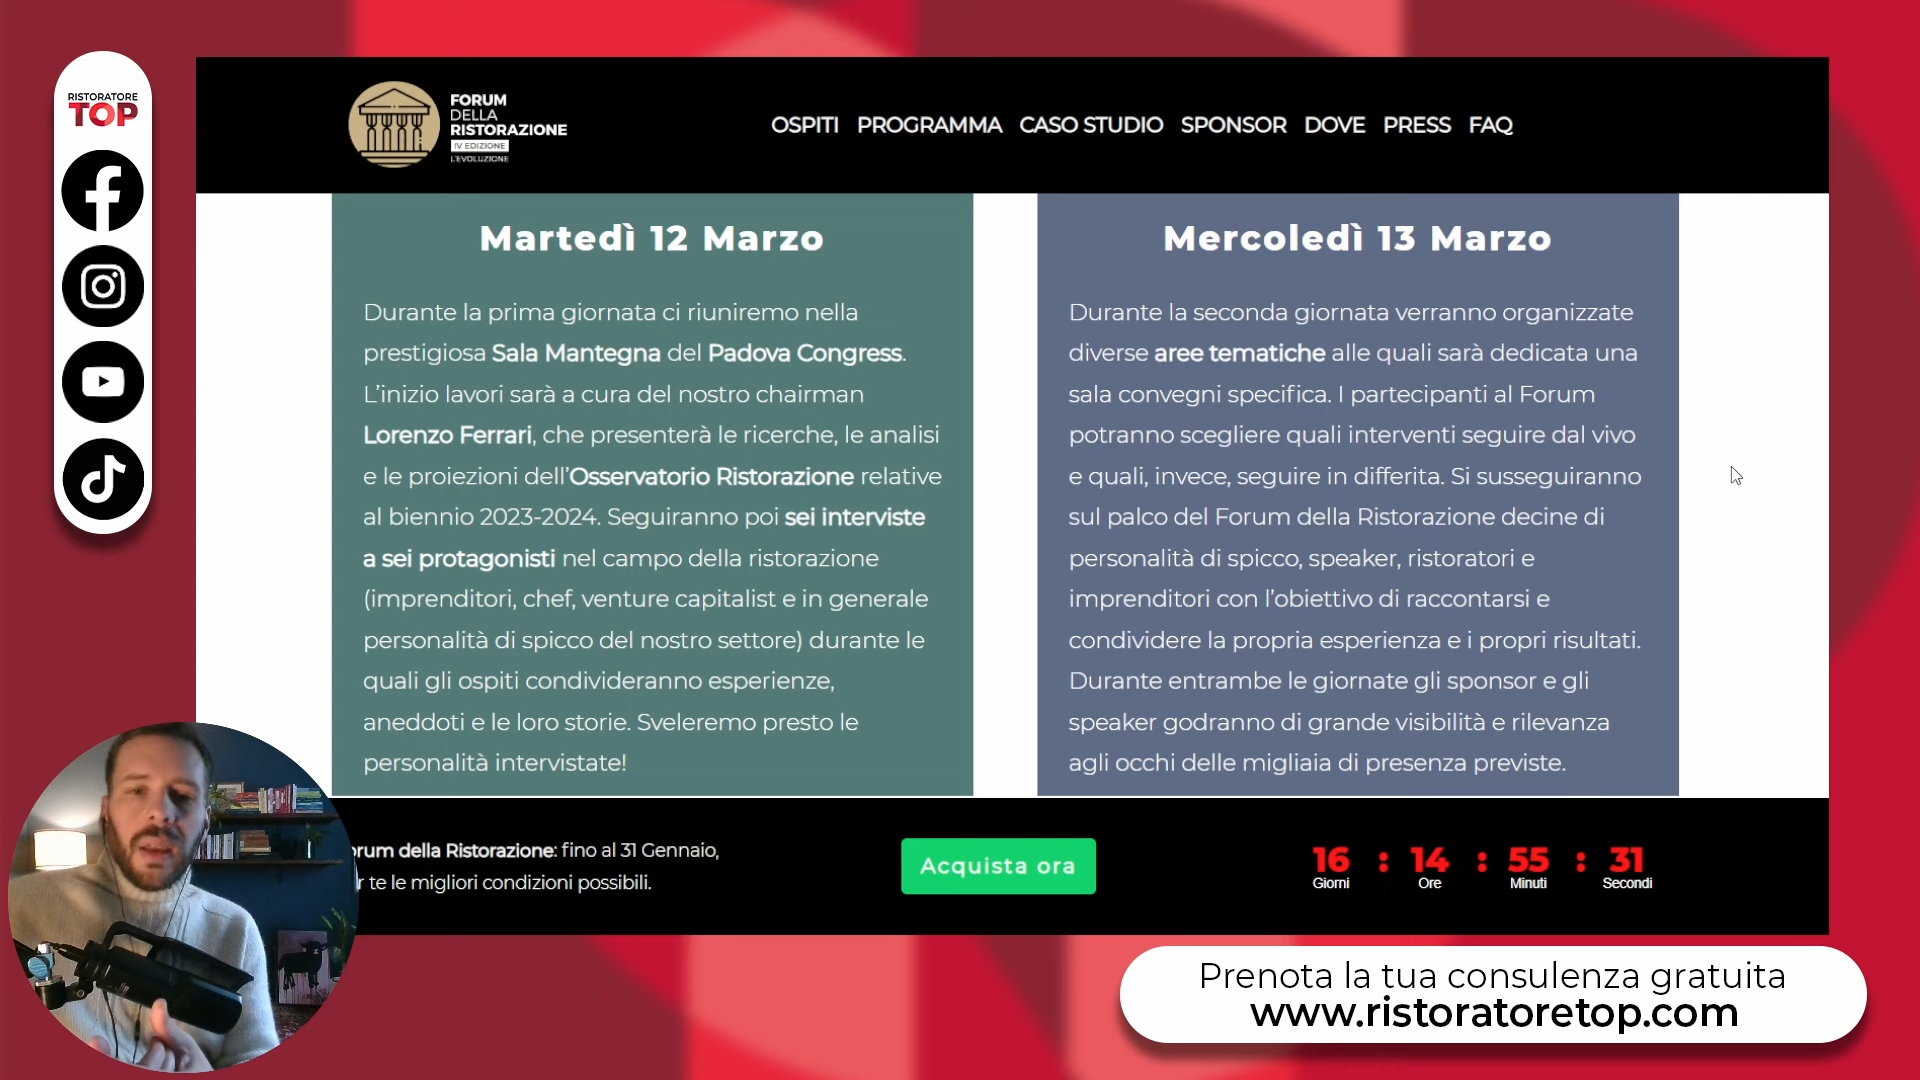 RISTORATORE
TOP
FORUM
DELLA
RISTORAZIONE
IV EDIZIONE
L'EVOLUZIONE
OSPITI PROGRAMMA CASO STUDIO SPONSOR DOVE PRESS FAQ
Martedì 12 Marzo
Durante la prima giornata ci riuniremo nella
prestigiosa Sala Mantegna del Padova Congress.
L'inizio lavori sarà a cura del nostro chairman
Lorenzo Ferrari, che presenterà le ricerche, le analisi
e le proiezioni dell'Osservatorio Ristorazione relative
al biennio 2023-2024. Seguiranno poi sei interviste
a sei protagonisti nel campo della ristorazione
(imprenditori, chef, venture capitalist e in generale
personalità di spicco del nostro settore) durante le
quali gli ospiti condivideranno esperienze,
aneddoti e le loro storie. Sveleremo presto le
personalità intervistate!
Mercoledì 13 Marzo
Durante la seconda giornata verranno organizzate
diverse aree tematiche alle quali sarà dedicata una
sala convegni specifica. I partecipanti al Forum
potranno scegliere quali interventi seguire dal vivo
e quali, invece, seguire in differita. Si susseguiranno
sul palco del Forum della Ristorazione decine di
personalità di spicco, speaker, ristoratori e
imprenditori con l'obiettivo di raccontarsi e
condividere la propria esperienza e i propri risultati.
Durante entrambe le giornate gli sponsor e gli
speaker godranno di grande visibilità e rilevanza
agli occhi delle migliaia di presenza previste.
orum della Ristorazione: fino al 31 Gennaio,
r te le migliori condizioni possibili.
Acquista ora
16 : 14 : 55 : 31
Giorni Ore Minuti Secondi
Prenota la tua consulenza gratuita
www.ristoratoretop.com